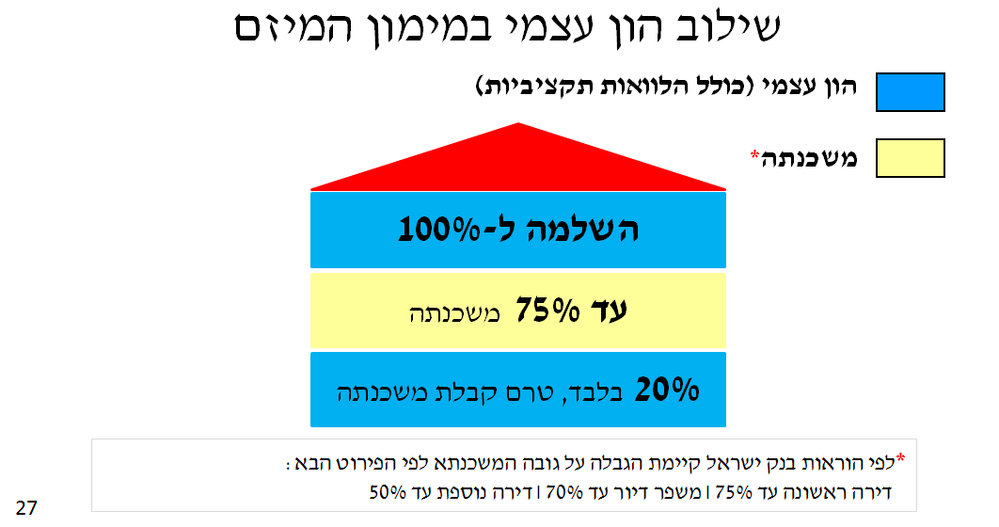 שילוב הון עצמי במימון המיזם
הון עצמי (כולל הלוואות תקציביות)
משכנתה*
השלמה ל-100%
עד 75% משכנתה
20% בלבד, טרם קבלת משכנתה
*לפי הוראות בנק ישראל קיימת הגבלה על גובה המשכנתא לפי הפירוט הבא:
דירה ראשונה עד 75% | משפר דיור עד 70% | דירה נוספת עד 50%
27